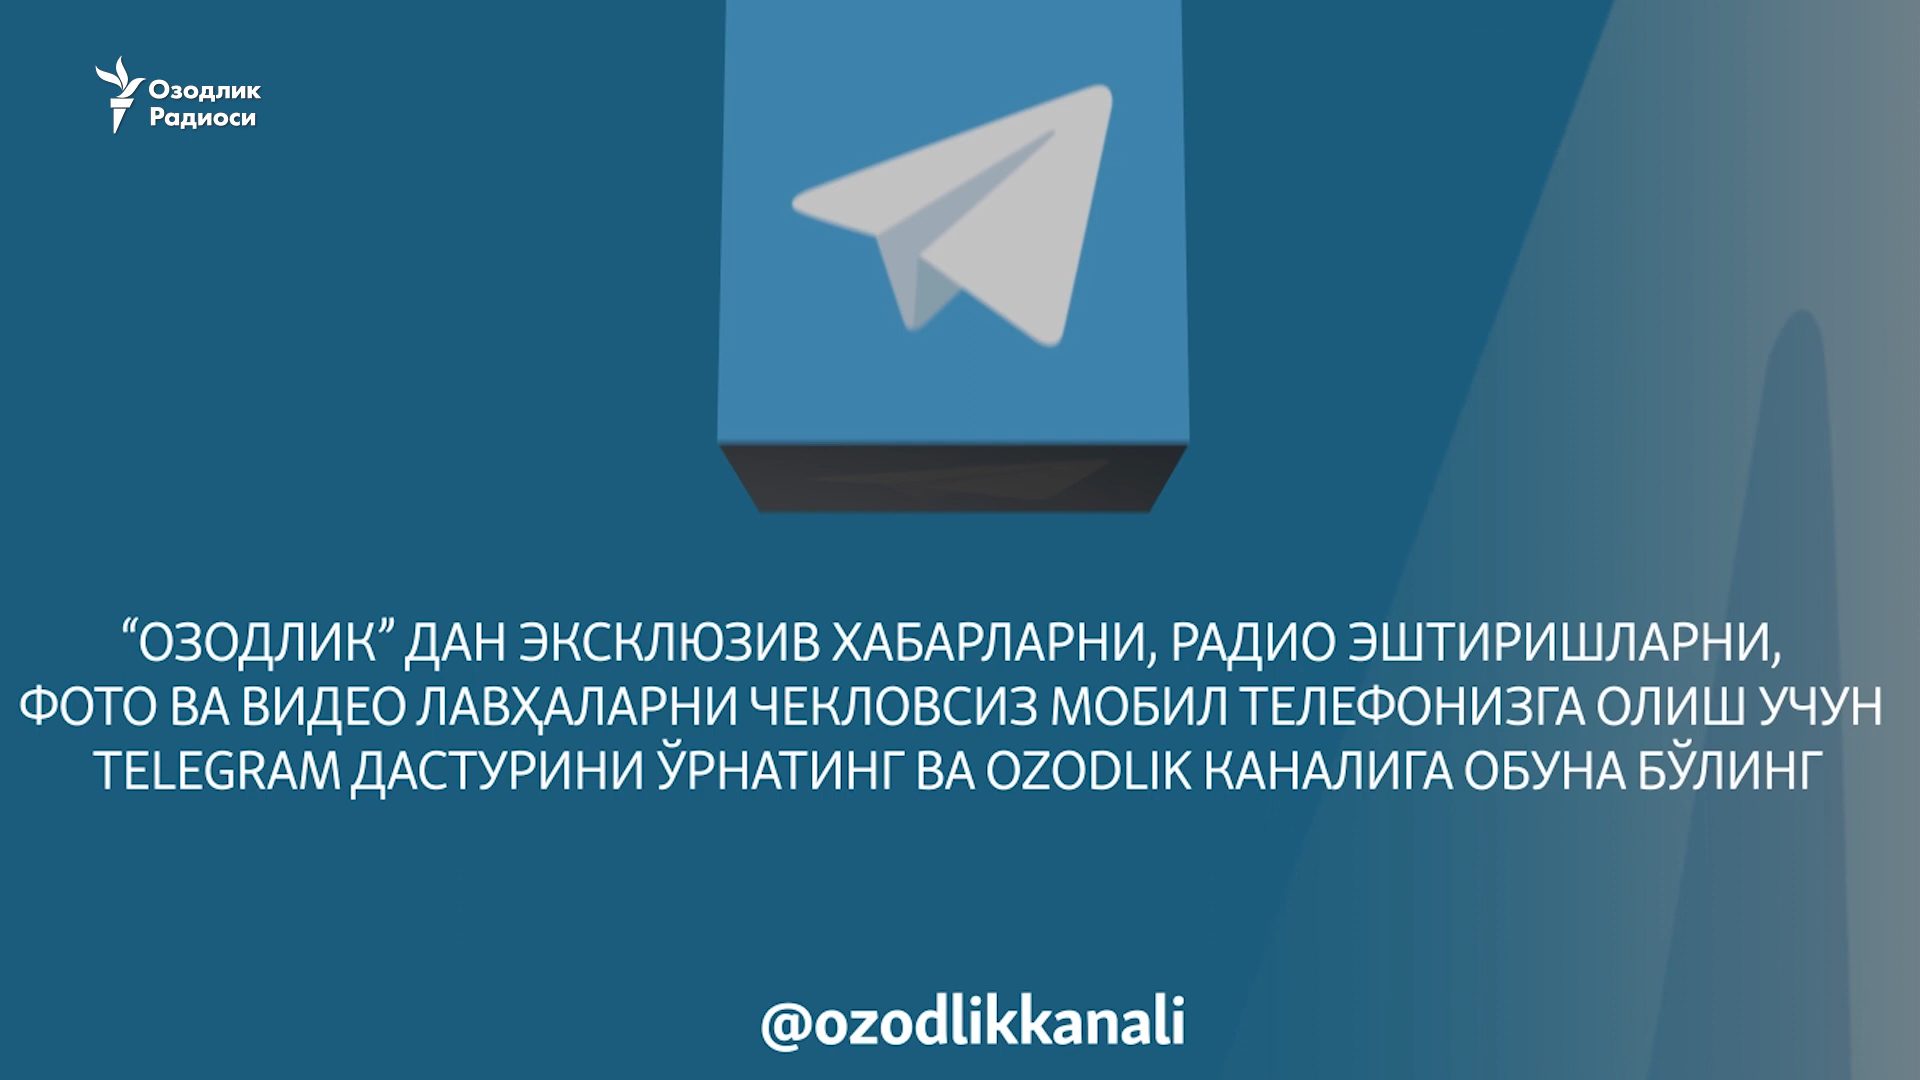 Озодлик
Радиоси
“ОЗОДЛИК” ДАН ЭКСКЛЮЗИВ ХАБАРЛАРНИ, РАДИО ЭШТИРИШЛАРНИ,
ФОТО ВА ВИДЕО ЛАВҲАЛАРНИ ЧЕКЛОВСИЗ МОБИЛ ТЕЛЕФОНИЗГА ОЛИШ УЧУН
TELEGRAM ДАСТУРИНИ ЎРНАТИНГ ВА OZODLIK КАНАЛИГА ОБУНА БЎЛИНГ
@ozodlikkanali